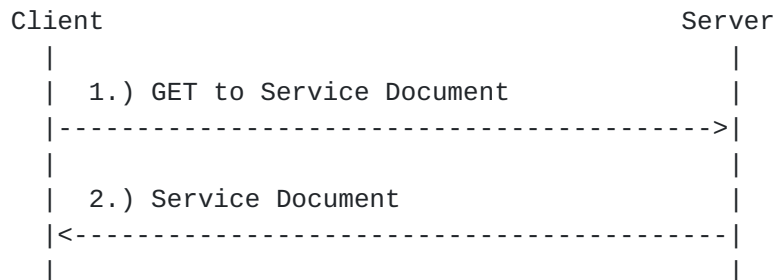 Client Server
1.) GET to Service Document
2.) Service Document